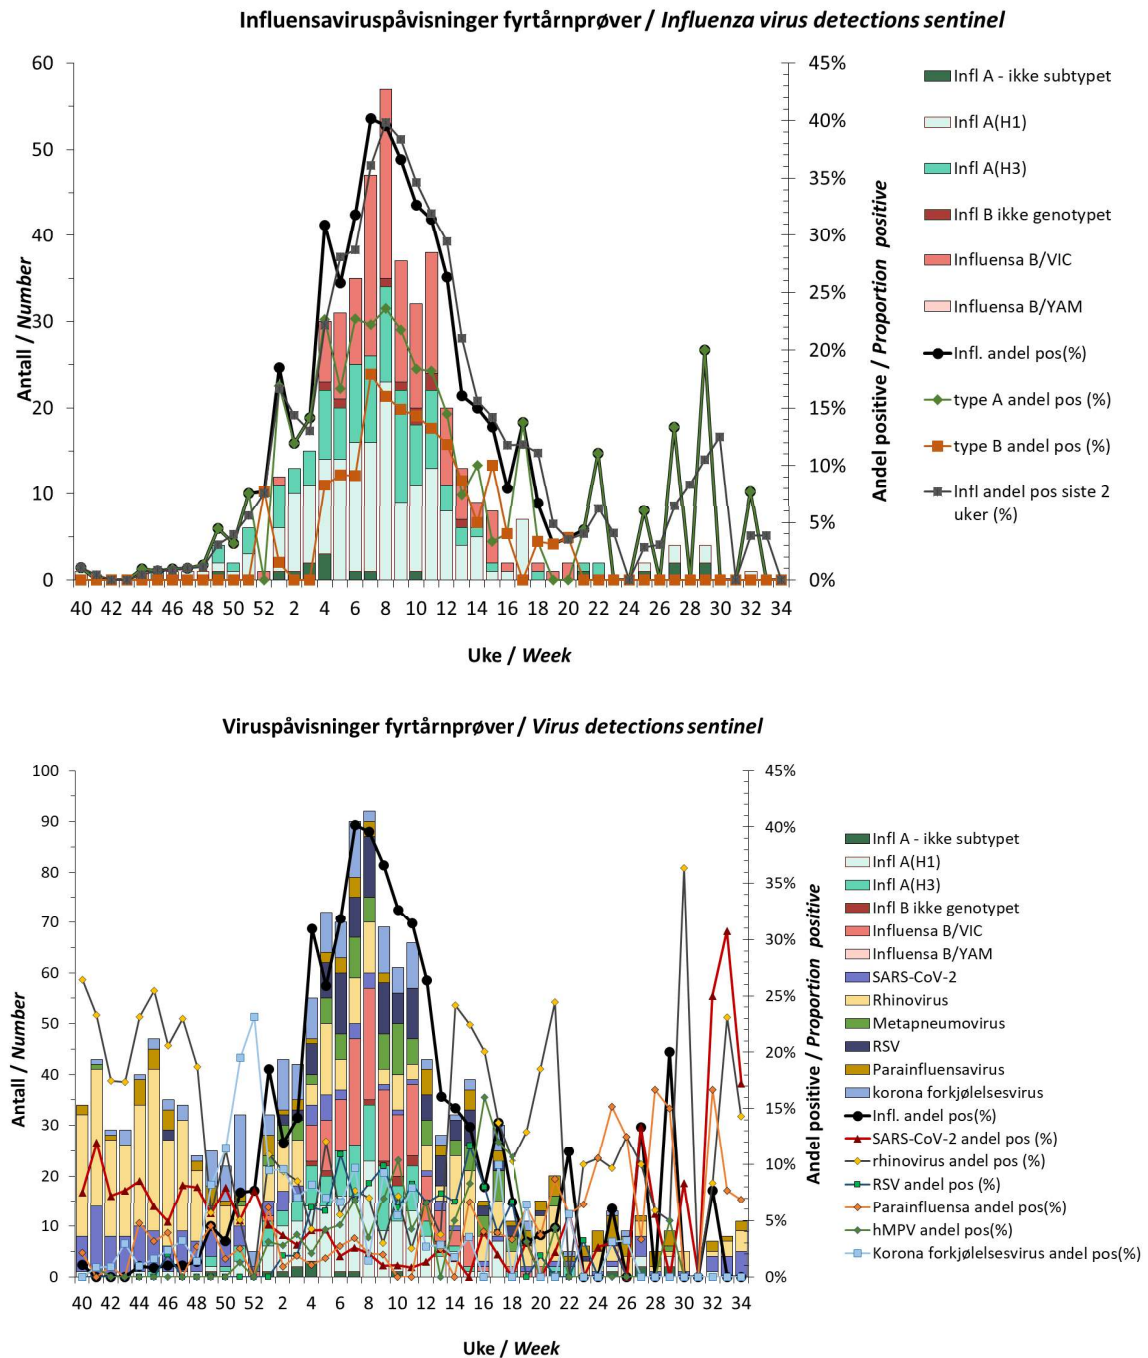 Influensaviruspåvisninger fyrtårnprøver / Influenza virus detections sentinel
60
50
40
30
20
10
0
45%
40%
35%
30%
25%
20%
15%
10%
5%
0%
Antall / Number
Andel positive / Proportion positive
40 42 44 46 48 50 52 2 4 6 8 10 12 14 16 18 20 22 24 26 28 30 32 34
Uke / Week
Infl A - ikke subtypet
Infl A(H1)
Infl A(H3)
Infl B ikke genotypet
Influensa B/VIC
Influensa B/YAM
Infl. andel pos(%)
type A andel pos (%)
type B andel pos (%)
Infl andel pos siste 2
uker (%)
Viruspåvisninger fyrtårnprøver / Virus detections sentinel
100
90
80
70
60
50
40
30
20
10
0
45%
40%
35%
30%
25%
20%
15%
10%
5%
0%
Antall / Number
Andel positive / Proportion positive
40 42 44 46 48 50 52 2 4 6 8 10 12 14 16 18 20 22 24 26 28 30 32 34
Uke / Week
Infl A - ikke subtypet
Infl A(H1)
Infl A(H3)
Infl B ikke genotypet
Influensa B/VIC
Influensa B/YAM
SARS-CoV-2
Rhinovirus
Metapneumovirus
RSV
Parainfluensavirus
korona forkjølelsesvirus
Infl. andel pos(%)
SARS-CoV-2 andel pos (%)
rhinovirus andel pos (%)
RSV andel pos (%)
Parainfluensa andel pos(%)
hMPV andel pos(%)
Korona forkjølelsesvirus andel pos(%)